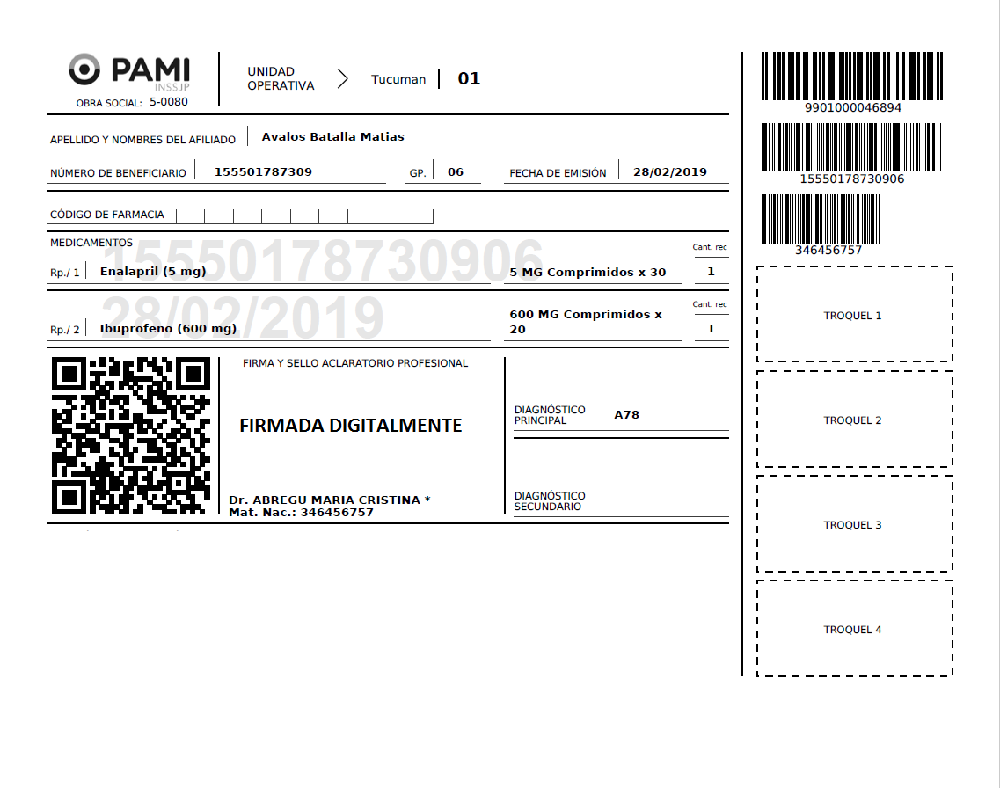 PAMI
INSSJP
OBRA SOCIAL: 5-0080
UNIDAD
OPERATIVA
Tucuman
01
APELLIDO Y NOMBRES DEL AFILIADO
Avalos Batalla Matias
NÚMERO DE BENEFICIARIO
155501787309
GP.
06
FECHA DE EMISIÓN
28/02/2019
CÓDIGO DE FARMACIA
MEDICAMENTOS
15550178730906
Cant. rec
Rp./ 1
Enalapril (5 mg)
5 MG Comprimidos x 30
1
28/02/2019
Cant. rec
Rp./ 2
Ibuprofeno (600 mg)
600 MG Comprimidos x
20
1
FIRMA Y SELLO ACLARATORIO PROFESIONAL
FIRMADA DIGITALMENTE
Dr. ABREGU MARIA CRISTINA *
Mat. Nac.: 346456757
DIAGNÓSTICO
PRINCIPAL
A78
DIAGNÓSTICO
SECUNDARIO
9901000046894
15550178730906
346456757
TROQUEL 1
TROQUEL 2
TROQUEL 3
TROQUEL 4